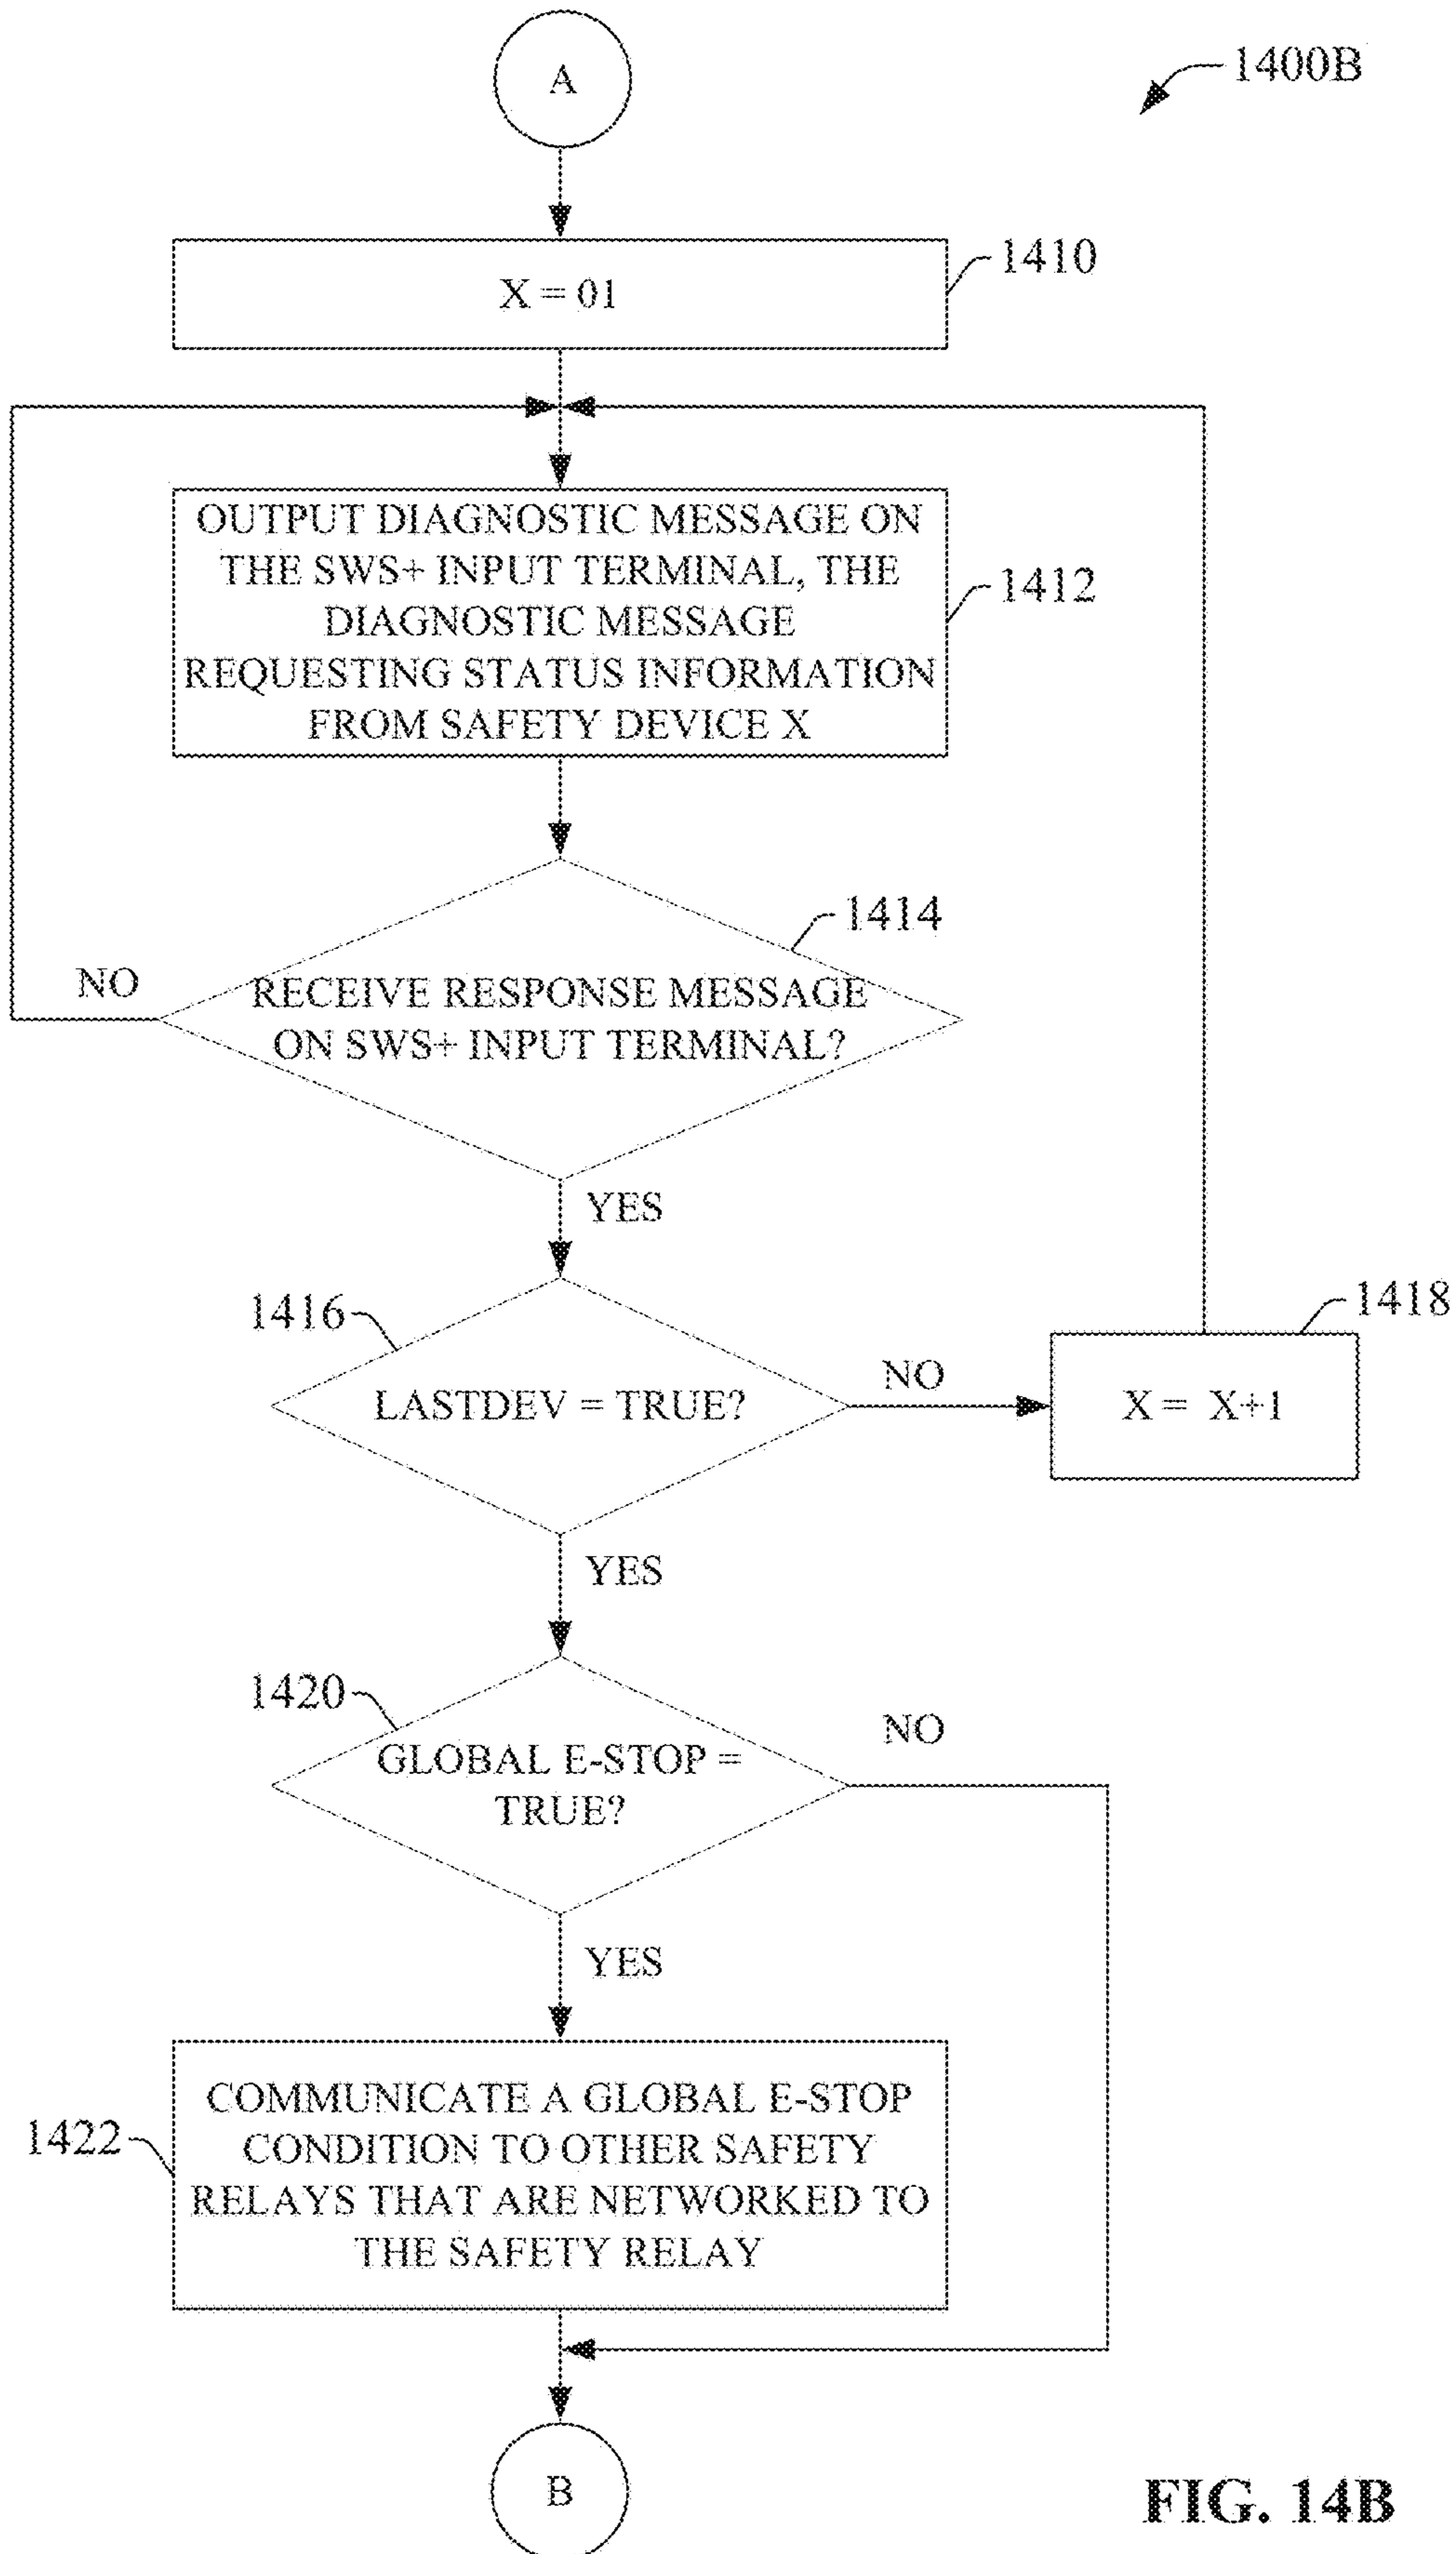 A
1400B
X = 01
1410
OUTPUT DIAGNOSTIC MESSAGE ON
THE SWS+ INPUT TERMINAL, THE
DIAGNOSTIC MESSAGE
REQUESTING STATUS INFORMATION
FROM SAFETY DEVICE X
1412
1414
NO
RECEIVE RESPONSE MESSAGE
ON SWS+ INPUT TERMINAL?
YES
1416
LASTDEV = TRUE?
NO
1418
X = X+1
YES
1420
NO
GLOBAL E-STOP =
TRUE?
YES
1422
COMMUNICATE A GLOBAL E-STOP
CONDITION TO OTHER SAFETY
RELAYS THAT ARE NETWORKED TO
THE SAFETY RELAY
B
FIG. 14B